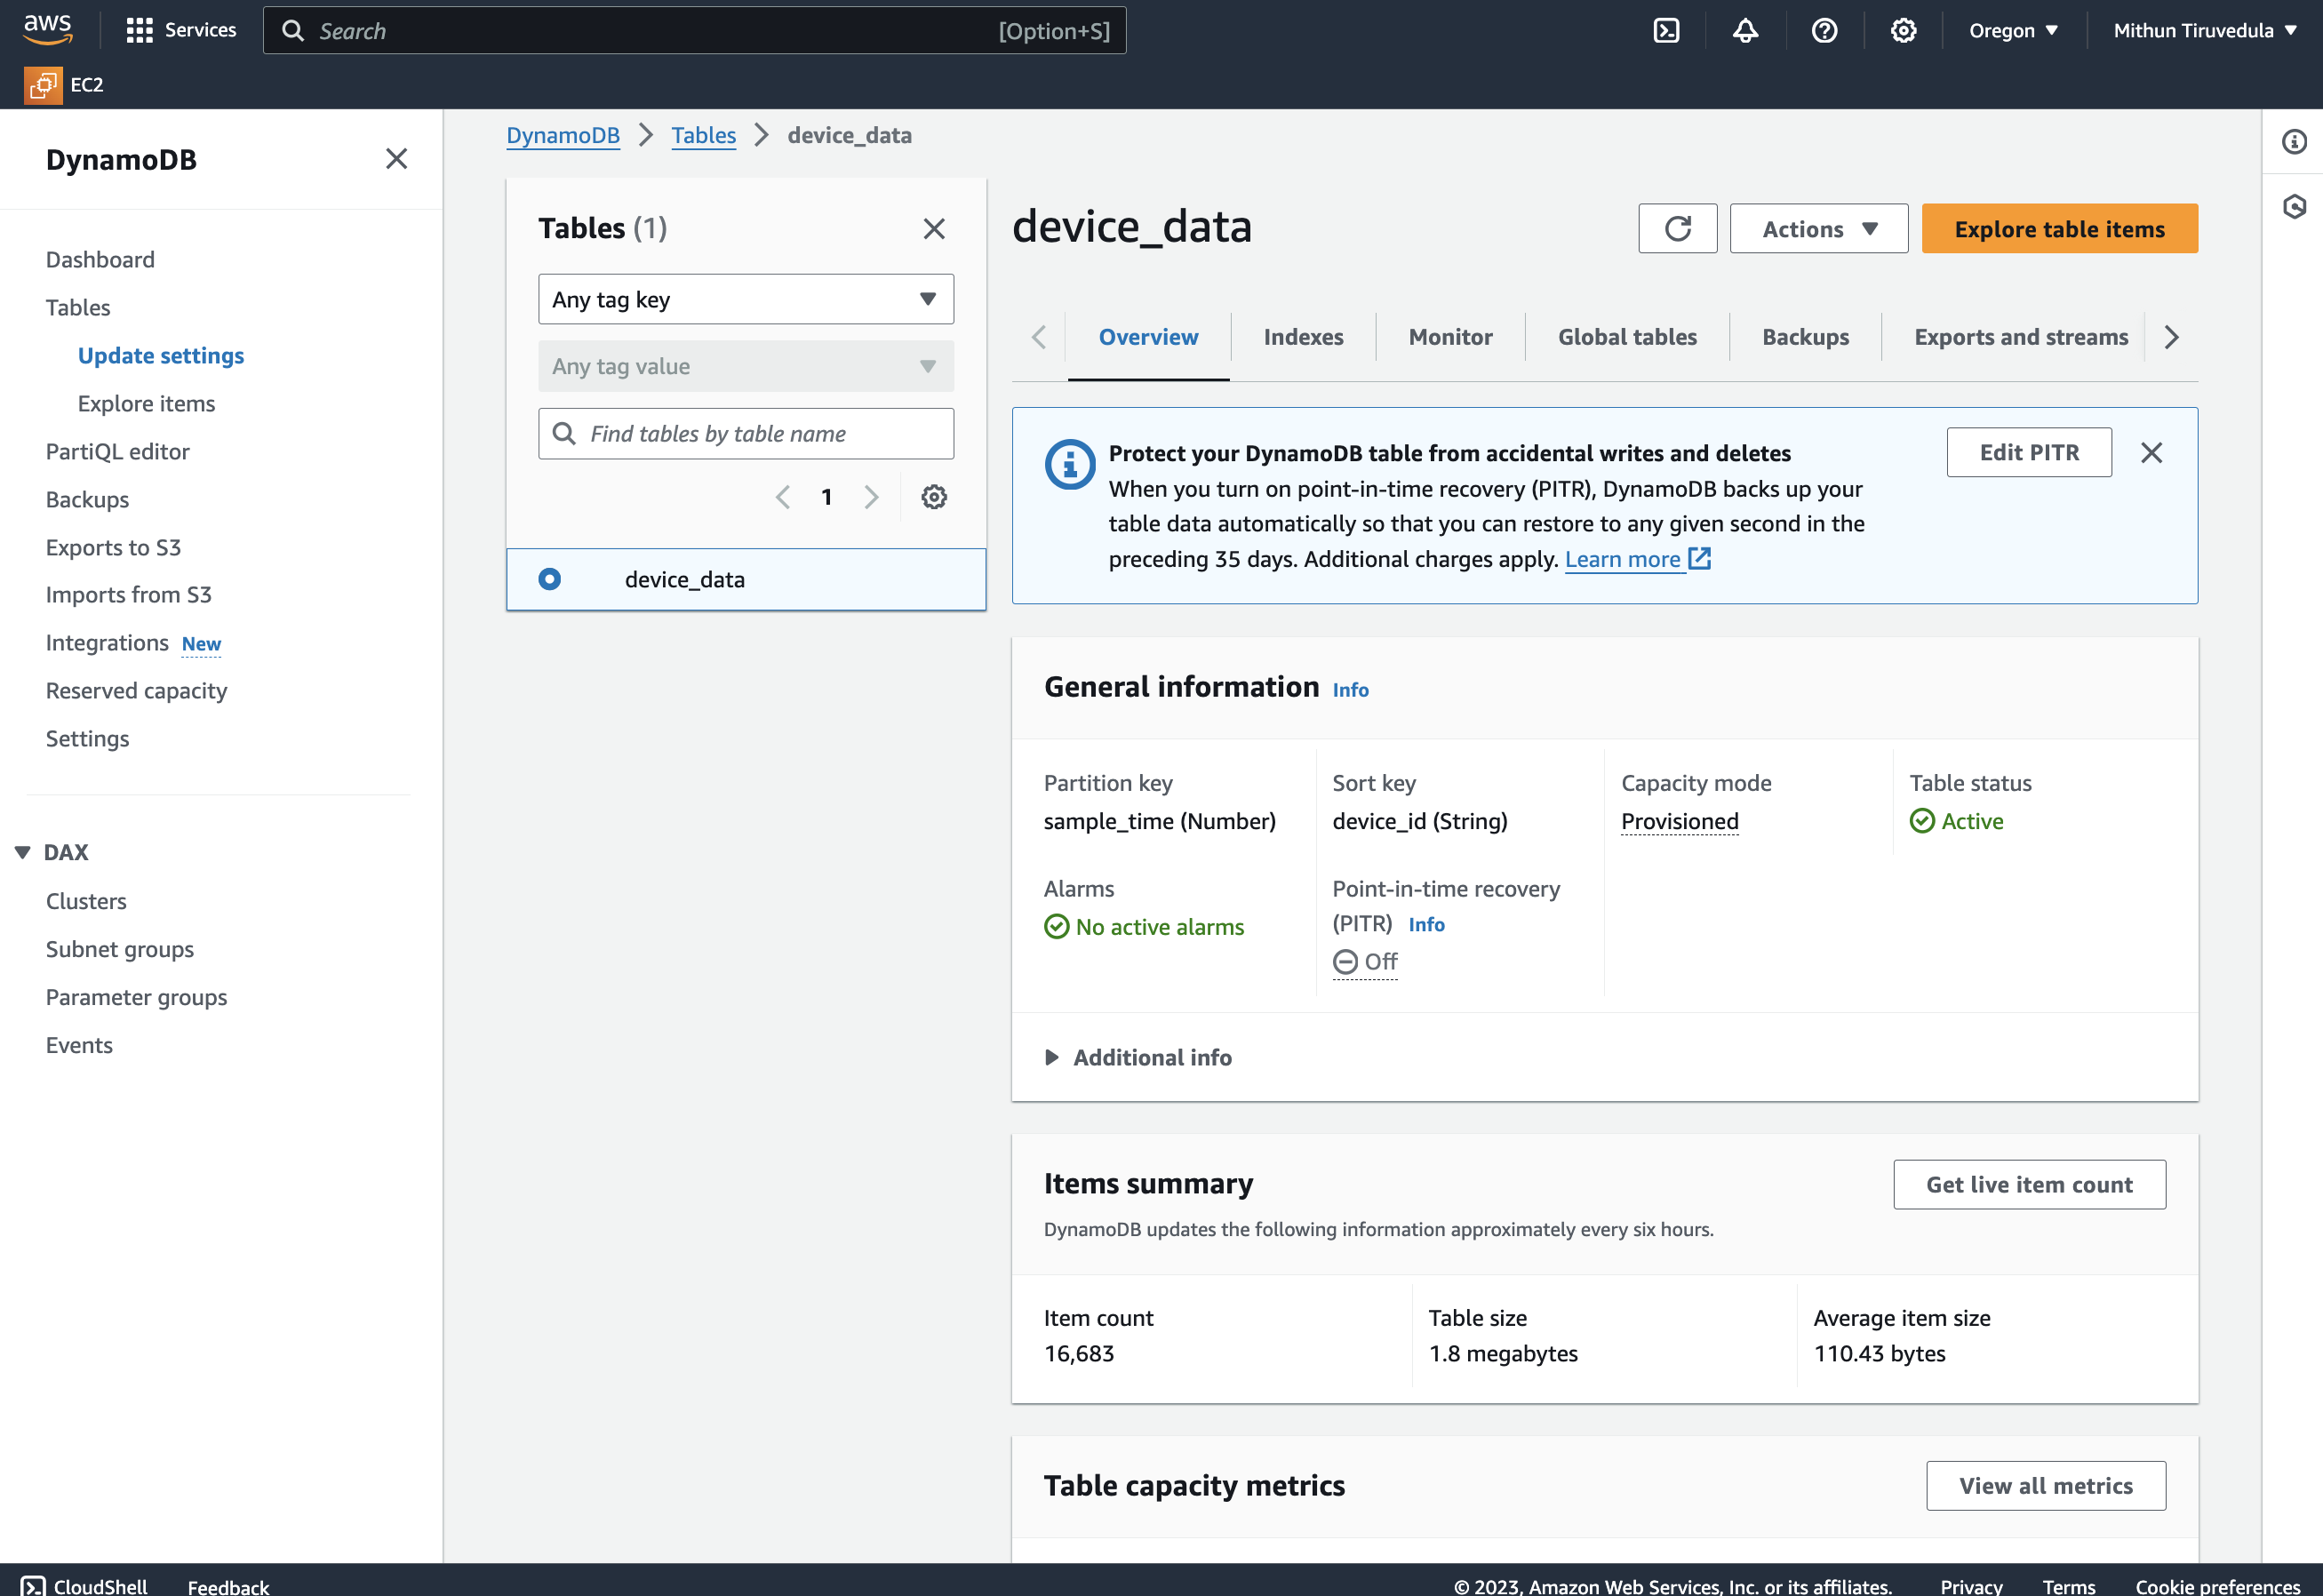 aws
Services
Search
[Option+S]
Oregon
Mithun Tiruvedula
EC2
DynamoDB
Dashboard
Tables
Update settings
Explore items
PartiQL editor
Backups
Exports to S3
Imports from S3
Integrations New
Reserved capacity
Settings
DAX
Clusters
Subnet groups
Parameter groups
Events
DynamoDB
Tables
device_data
Tables (1)
Any tag key
Any tag value
Find tables by table name
1
device_data
device_data
Actions
Explore table items
Overview
Indexes
Monitor
Global tables
Backups
Exports and streams
Protect your DynamoDB table from accidental writes and deletes
When you turn on point-in-time recovery (PITR), DynamoDB backs up your
table data automatically so that you can restore to any given second in the
preceding 35 days. Additional charges apply. Learn more
Edit PITR
General information Info
Partition key
sample_time (Number)
Sort key
device_id (String)
Capacity mode
Provisioned
Table status
Active
Alarms
No active alarms
Point-in-time recovery
(PITR) Info
Off
Additional info
Items summary
Get live item count
DynamoDB updates the following information approximately every six hours.
Item count
16,683
Table size
1.8 megabytes
Average item size
110.43 bytes
Table capacity metrics
View all metrics
CloudShell
Feedback
© 2023, Amazon Web Services, Inc. or its affiliates.
Privacy
Terms
Cookie preferences